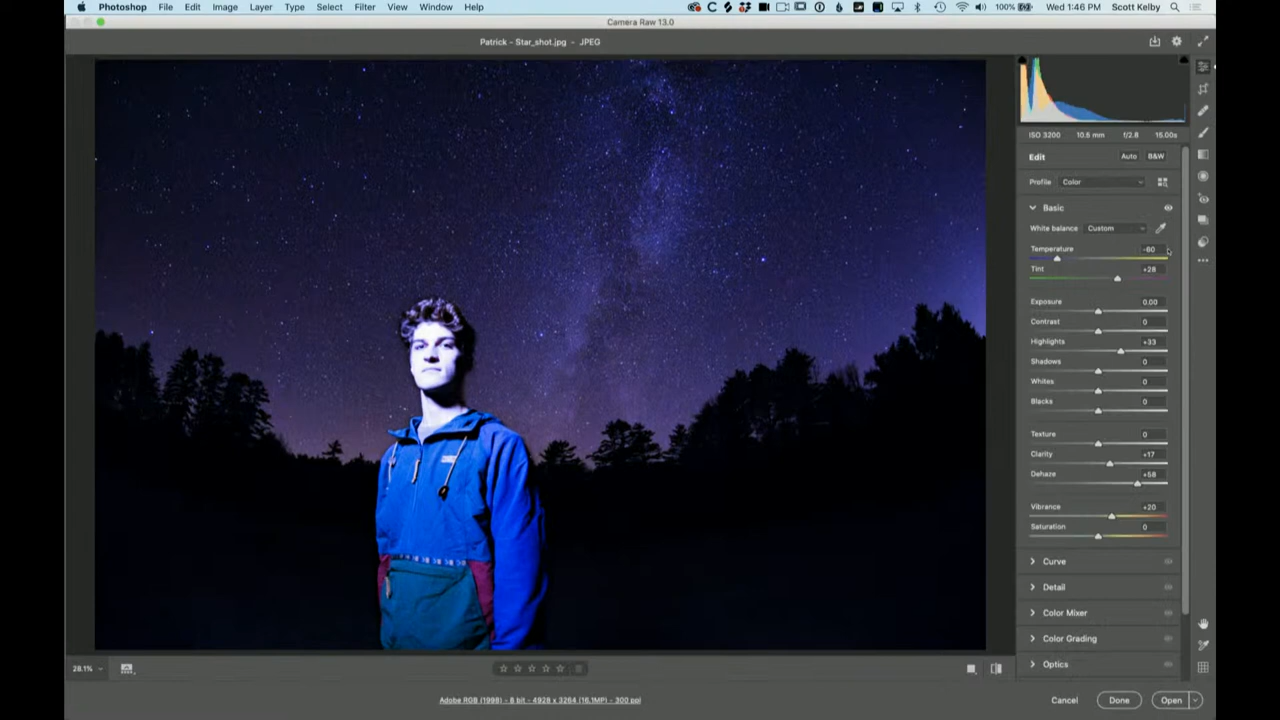 Photoshop File Edit Image Layer Type Select Filter View Window Help 100% Wed 1:46 PM Scott Kelby
Camera Raw 13.0
Patrick - Star_shot.jpg - JPEG
ISO 3200 10.5 mm f/2.8 15.00s
Edit Auto B&W
Profile Color
Basic
White balance Custom
Temperature -60
Tint +28
Exposure 0.00
Contrast 0
Highlights +33
Shadows 0
Whites 0
Blacks 0
Texture 0
Clarity +17
Dehaze +58
Vibrance +20
Saturation 0
Curve
Detail
Color Mixer
Color Grading
Optics
28.1%
Adobe RGB (1998) - 8 bit - 4928 x 3264 (16.1MP) - 300 ppi
Cancel Done Open